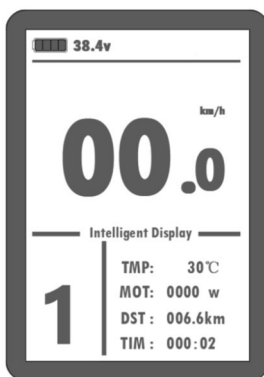 38.4v
km/h
00.0
Intelligent Display
1
TMP: 30℃
MOT: 0000 w
DST : 006.6km
TIM : 000:02